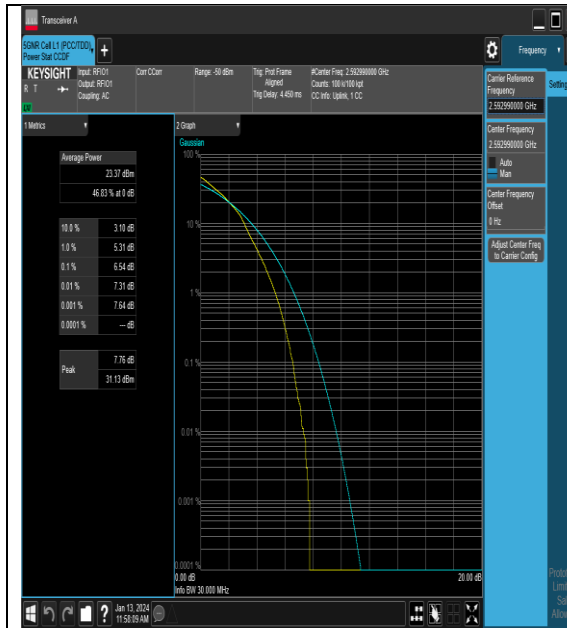 Transceiver A
5GNR Cell L1 (PCC/TDD),
Power Stat CCDF
Frequency
KEYSIGHT
R T
Input: RFIO1
Output: RFIO1
Coupling: AC
Corr CCorr
Range: -50 dBm
Trig: Prot Frame
Aligned
Trig Delay: 4.450 ms
#Center Freq: 2.592990000 GHz
Counts: 100 k/100 kpt
CC Info: Uplink, 1 CC
Carrier Reference
Frequency
2.592990000 GHz
Setting
Center Frequency
2.592990000 GHz
Auto
Man
Center Frequency
Offset
0 Hz
Adjust Center Freq
to Carrier Config
1 Metrics
Average Power
23.37 dBm
46.83 % at 0 dB
10.0 % 3.10 dB
1.0 % 5.31 dB
0.1 % 6.54 dB
0.01 % 7.31 dB
0.001 % 7.64 dB
0.0001 % --- dB
Peak
7.76 dB
31.13 dBm
2 Graph
Gaussian
100 %
10 %
1 %
0.1 %
0.01 %
0.001 %
0.0001 %
0.00 dB
20.00 dB
Info BW 30.000 MHz
Jan 13, 2024
11:58:09 AM